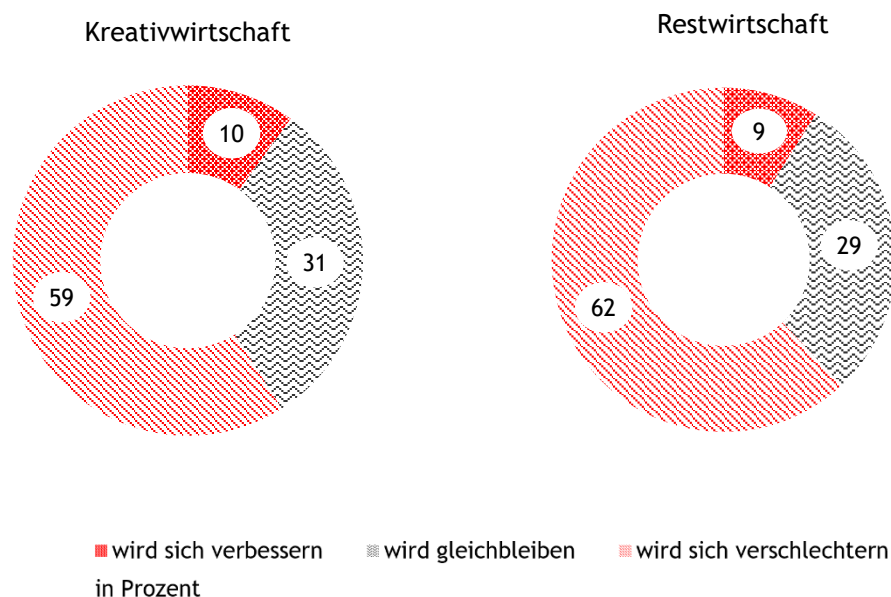 Kreativwirtschaft
10
31
59
Restwirtschaft
9
29
62
wird sich verbessern
wird gleichbleiben
wird sich verschlechtern
in Prozent